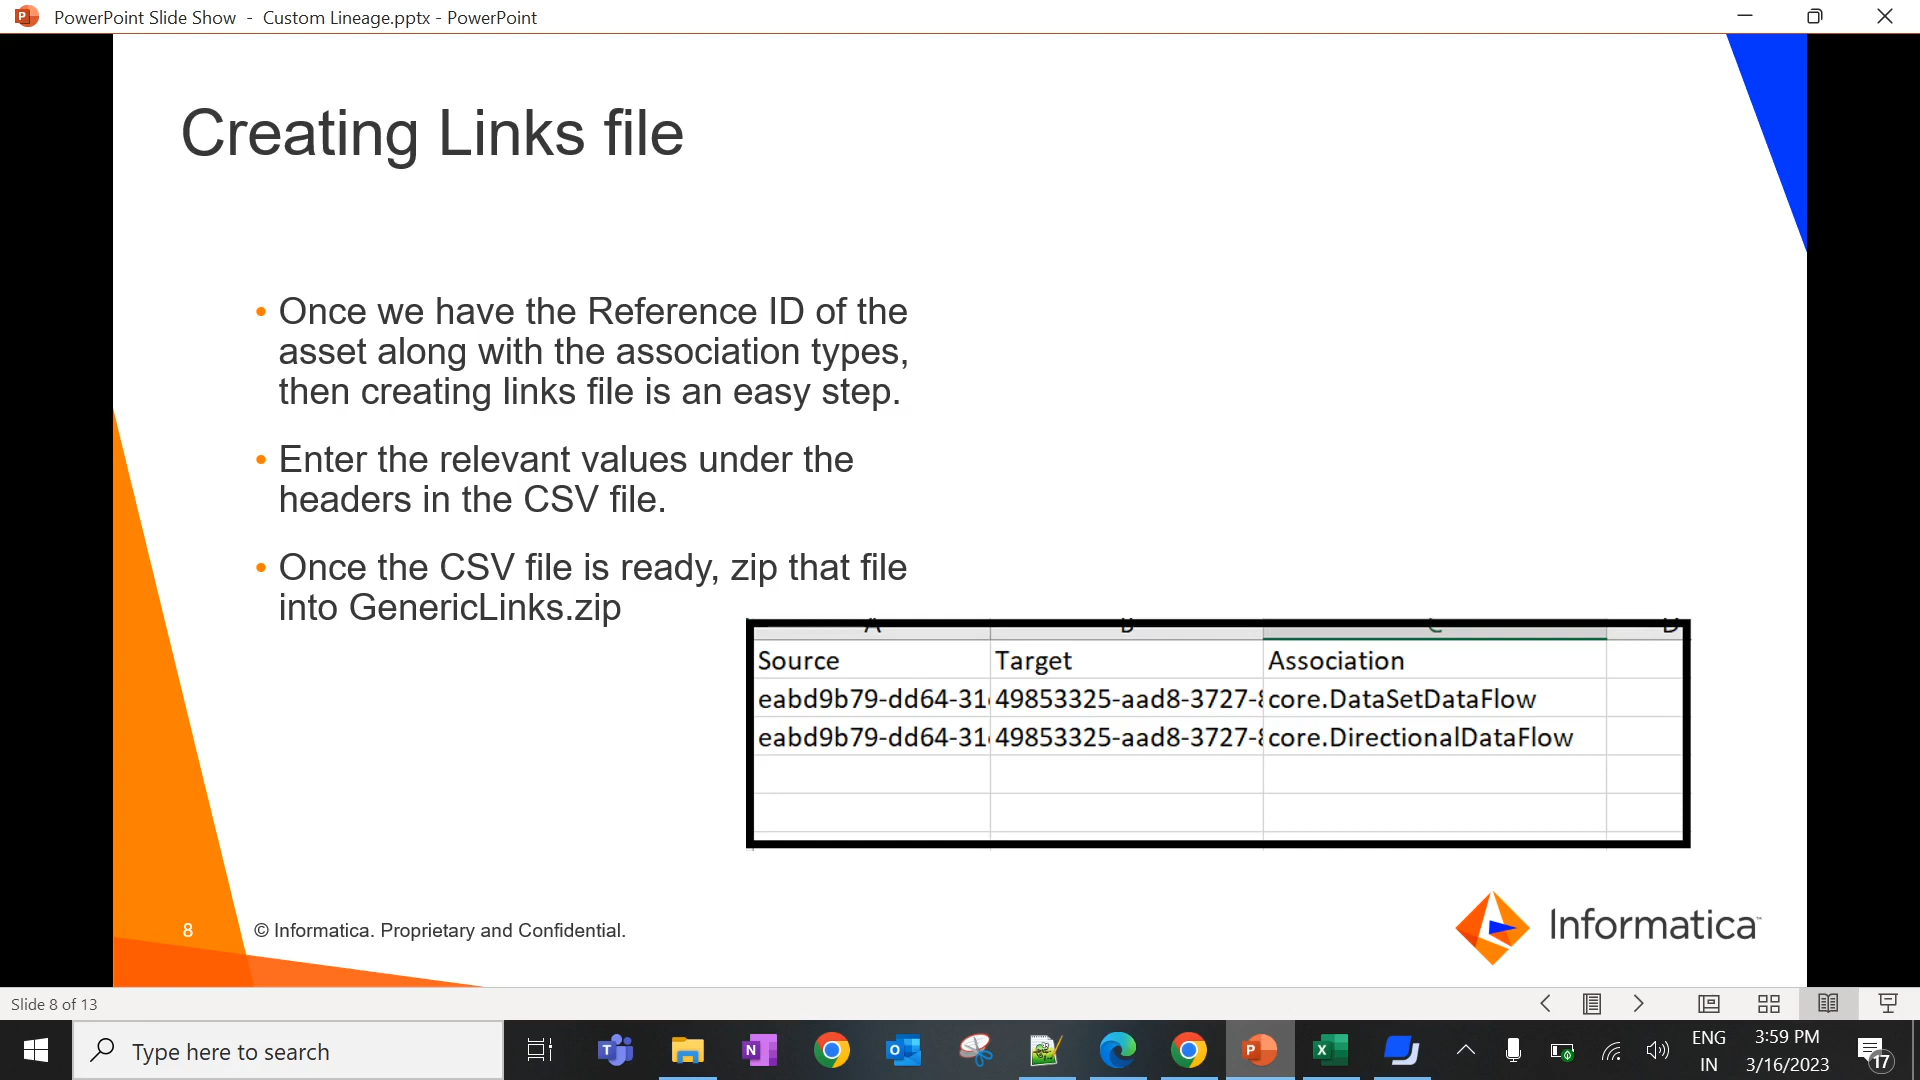 PowerPoint Slide Show - Custom Lineage.pptx - PowerPoint
Creating Links file
• Once we have the Reference ID of the
asset along with the association types,
then creating links file is an easy step.
• Enter the relevant values under the
headers in the CSV file.
• Once the CSV file is ready, zip that file
into GenericLinks.zip
A B C D
Source Target Association
eabd9b79-dd64-31 49853325-aad8-3727- core.DataSetDataFlow
eabd9b79-dd64-31 49853325-aad8-3727- core.DirectionalDataFlow
8 © Informatica. Proprietary and Confidential.
Informatica
Slide 8 of 13
Type here to search
ENG
IN
3:59 PM
3/16/2023
17